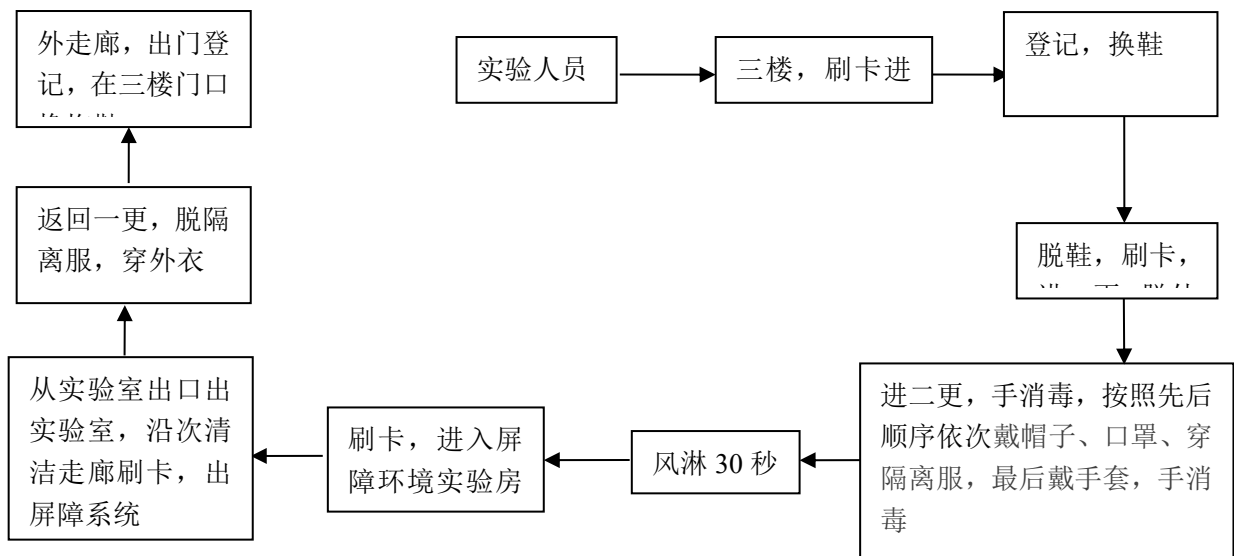 实验人员
三楼，刷卡进
登记，换鞋
脱鞋，刷卡，
进二更，手消毒，按照先后
顺序依次戴帽子、口罩、穿
隔离服，最后戴手套，手消
毒
风淋 30 秒
刷卡，进入屏
障环境实验房
从实验室出口出
实验室，沿次清
洁走廊刷卡，出
屏障系统
返回一更，脱隔
离服，穿外衣
外走廊，出门登
记，在三楼门口